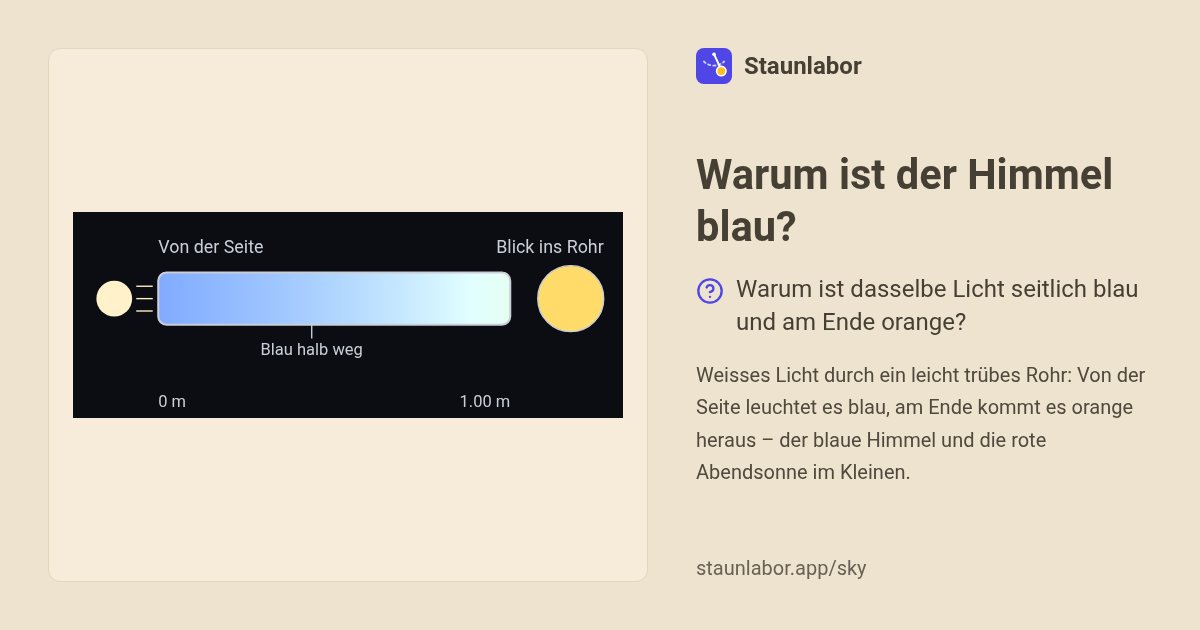 Von der Seite
Blick ins Rohr
Blau halb weg
0 m
1.00 m
Staunlabor
Warum ist der Himmel
blau?
Warum ist dasselbe Licht seitlich blau
und am Ende orange?
Weisses Licht durch ein leicht trübes Rohr: Von der
Seite leuchtet es blau, am Ende kommt es orange
heraus – der blaue Himmel und die rote
Abendsonne im Kleinen.
staunlabor.app/sky